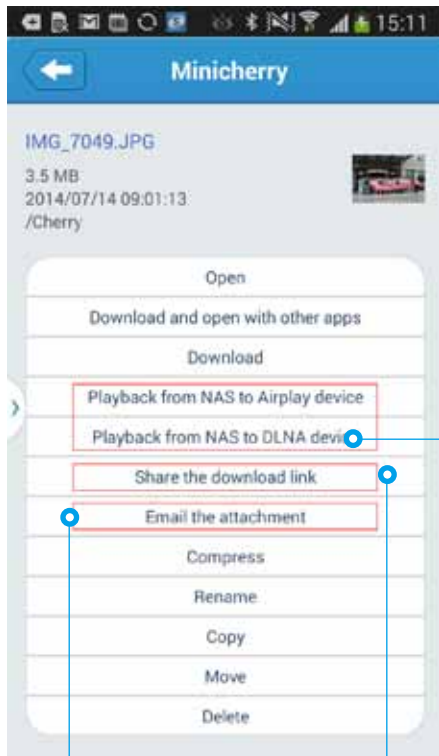 15:11
Minicherry
IMG_7049.JPG
3.5 MB
2014/07/14 09:01:13
/Cherry
Open
Download and open with other apps
Download
Playback from NAS to Airplay device
Playback from NAS to DLNA
Share the download link
Email the attachment
Compress
Rename
Copy
Move
Delete